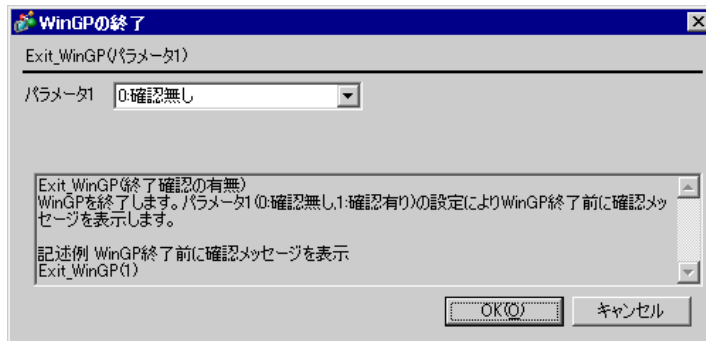 WinGPの終了
Exit_WinGP(パラメータ1)
パラメータ1 0:確認無し
Exit_WinGP(終了確認の有無)
WinGPを終了します。パラメータ1(0:確認無し,1:確認有り)の設定によりWinGP終了前に確認メッ
セージを表示します。
記述例 WinGP終了前に確認メッセージを表示
Exit_WinGP(1)
OK(O) キャンセル